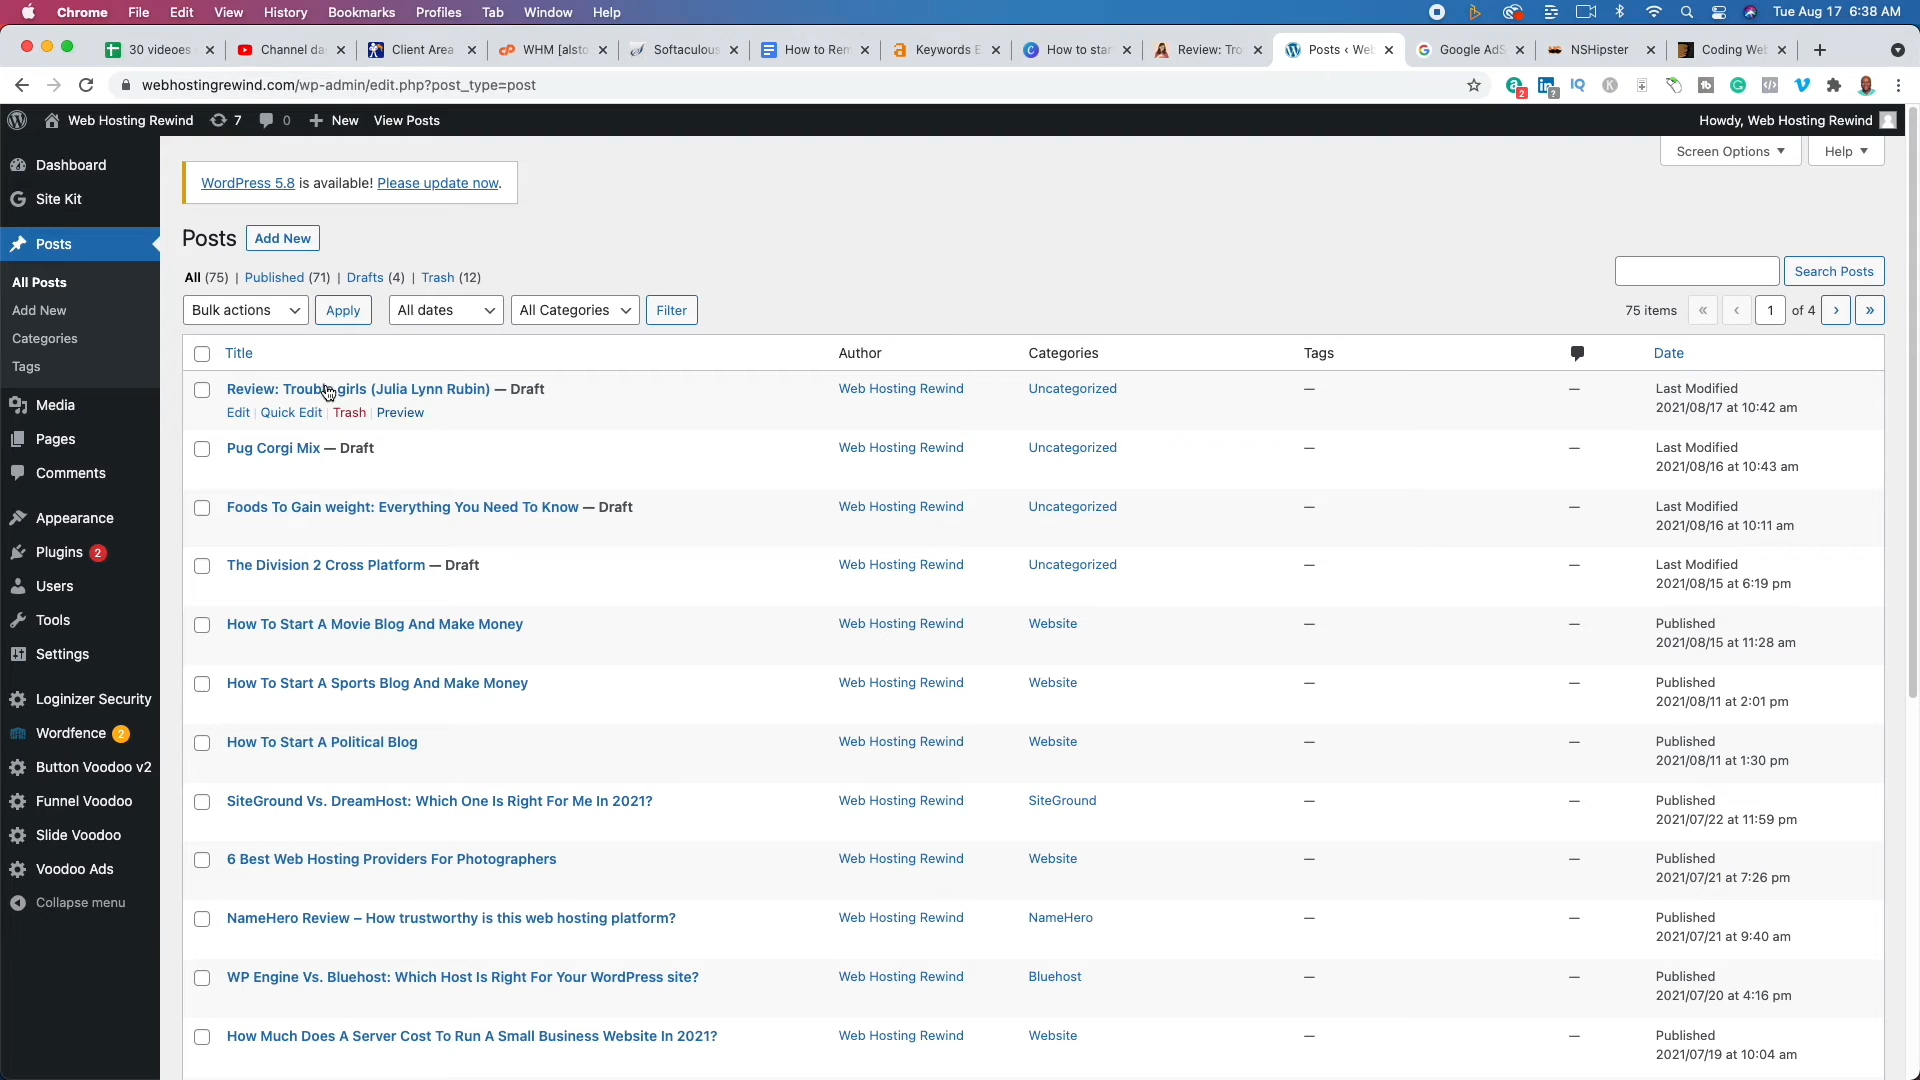 Chrome File Edit View History Bookmarks Profiles Tab Window Help Tue Aug 17 6:38 AM
30 videoes Channel da Client Area WHM [alsto Softaculous How to Rem Keywords E How to star Review: Tro Posts ‹ Web Google AdS NSHipster Coding Web
webhostingrewind.com/wp-admin/edit.php?post_type=post
Web Hosting Rewind 7 0 New View Posts Howdy, Web Hosting Rewind
Screen Options Help
Dashboard
Site Kit
Posts
All Posts
Add New
Categories
Tags
Media
Pages
Comments
Appearance
Plugins 2
Users
Tools
Settings
Loginizer Security
Wordfence 2
Button Voodoo v2
Funnel Voodoo
Slide Voodoo
Voodoo Ads
Collapse menu
WordPress 5.8 is available! Please update now.
Posts Add New
All (75) | Published (71) | Drafts (4) | Trash (12)
Search Posts
Bulk actions Apply All dates All Categories Filter 75 items « ‹ 1 of 4 › »
Title Author Categories Tags Date
Review: Trouble girls (Julia Lynn Rubin) — Draft Web Hosting Rewind Uncategorized — — Last Modified
Edit | Quick Edit | Trash | Preview 2021/08/17 at 10:42 am
Pug Corgi Mix — Draft Web Hosting Rewind Uncategorized — — Last Modified
2021/08/16 at 10:43 am
Foods To Gain weight: Everything You Need To Know — Draft Web Hosting Rewind Uncategorized — — Last Modified
2021/08/16 at 10:11 am
The Division 2 Cross Platform — Draft Web Hosting Rewind Uncategorized — — Last Modified
2021/08/15 at 6:19 pm
How To Start A Movie Blog And Make Money Web Hosting Rewind Website — — Published
2021/08/15 at 11:28 am
How To Start A Sports Blog And Make Money Web Hosting Rewind Website — — Published
2021/08/11 at 2:01 pm
How To Start A Political Blog Web Hosting Rewind Website — — Published
2021/08/11 at 1:30 pm
SiteGround Vs. DreamHost: Which One Is Right For Me In 2021? Web Hosting Rewind SiteGround — — Published
2021/07/22 at 11:59 pm
6 Best Web Hosting Providers For Photographers Web Hosting Rewind Website — — Published
2021/07/21 at 7:26 pm
NameHero Review – How trustworthy is this web hosting platform? Web Hosting Rewind NameHero — — Published
2021/07/21 at 9:40 am
WP Engine Vs. Bluehost: Which Host Is Right For Your WordPress site? Web Hosting Rewind Bluehost — — Published
2021/07/20 at 4:16 pm
How Much Does A Server Cost To Run A Small Business Website In 2021? Web Hosting Rewind Website — — Published
2021/07/19 at 10:04 am